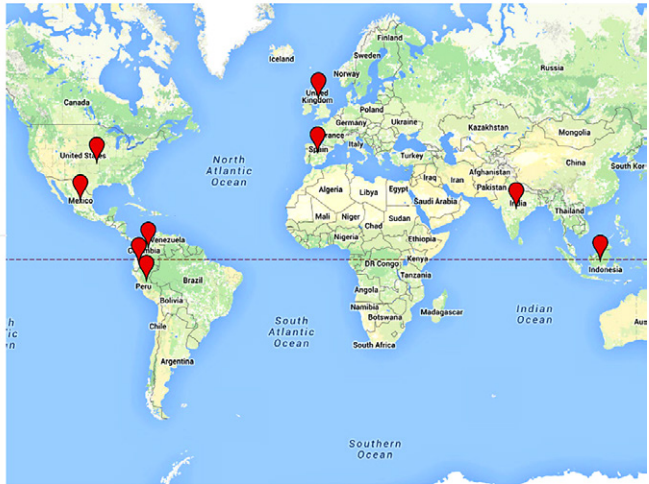 Finland
Iceland
Sweden
Norway
Russia
United
Kingdom
Canada
Poland
Germany
Ukraine
Kazakhstan
France
Mongolia
United States
Spain
Italy
Turkey
China
South Kor
North
Atlantic
Ocean
Afghanistan
Iraq
Iran
Pakistan
Algeria
Libya
Egypt
Saudi Arabia
India
Mexico
Mali
Niger
Chad
Sudan
Thailand
Nigeria
Ethiopia
Venezuela
Colombia
DR Congo
Kenya
Indonesia
Tanzania
Peru
Brazil
Angola
Bolivia
Namibia
Madagascar
Botswana
Indian
Ocean
h
ic
n
Chile
South
Atlantic
Ocean
South Africa
Aus
Argentina
Southern
Ocean